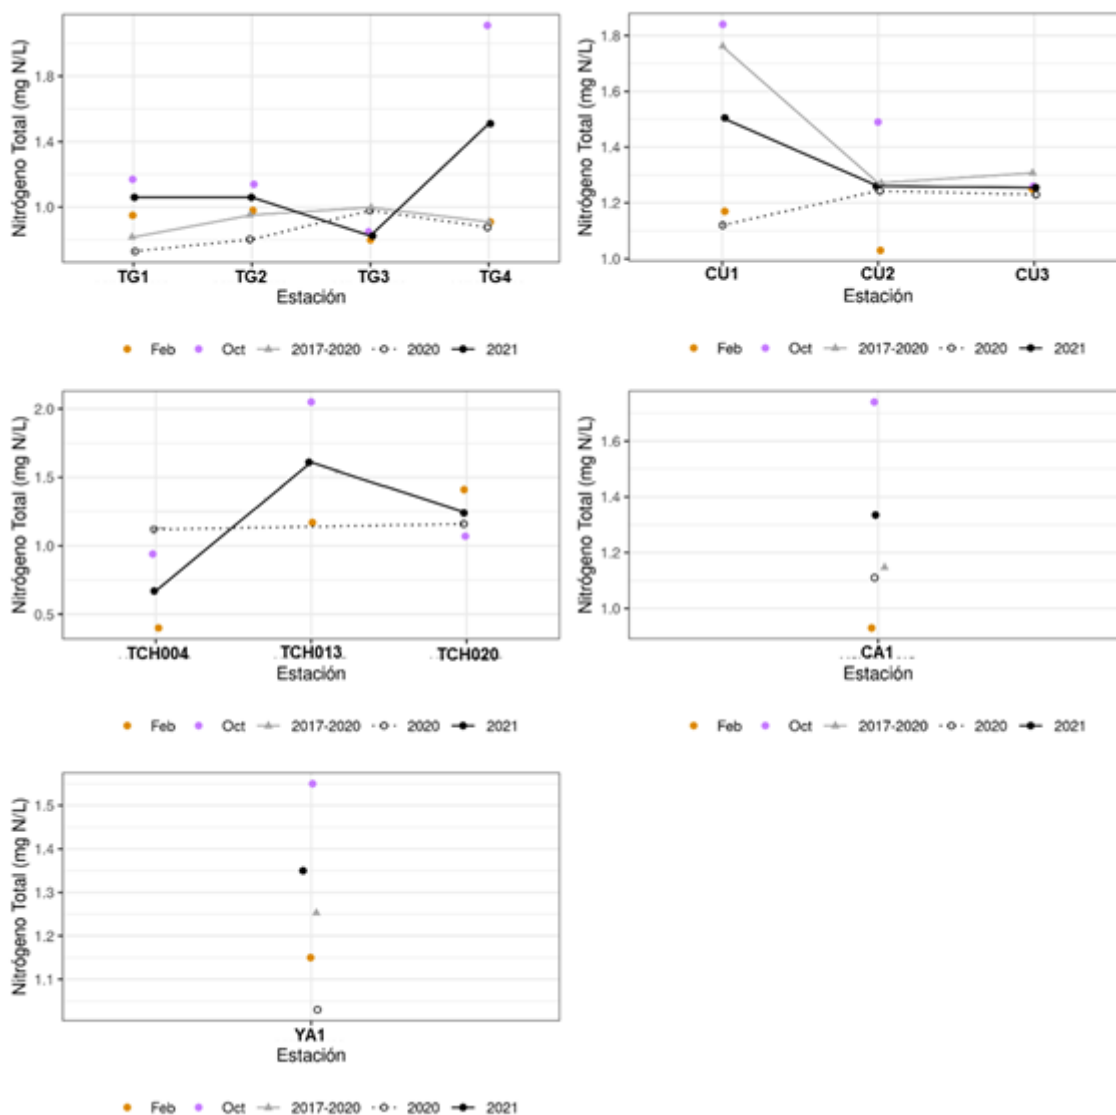 Nitrógeno Total (mg N/L)
1.8
1.4
1.0
TG1 TG2 TG3 TG4
Estación
Feb Oct 2017-2020 2020 2021
Nitrógeno Total (mg N/L)
1.8
1.6
1.4
1.2
1.0
CU1 CU2 CU3
Estación
Feb Oct 2017-2020 2020 2021
Nitrógeno Total (mg N/L)
2.0
1.5
1.0
0.5
TCH004 TCH013 TCH020
Estación
Feb Oct 2017-2020 2020 2021
Nitrógeno Total (mg N/L)
1.6
1.4
1.2
1.0
CA1
Estación
Feb Oct 2017-2020 2020 2021
Nitrógeno Total (mg N/L)
1.5
1.4
1.3
1.2
1.1
YA1
Estación
Feb Oct 2017-2020 2020 2021